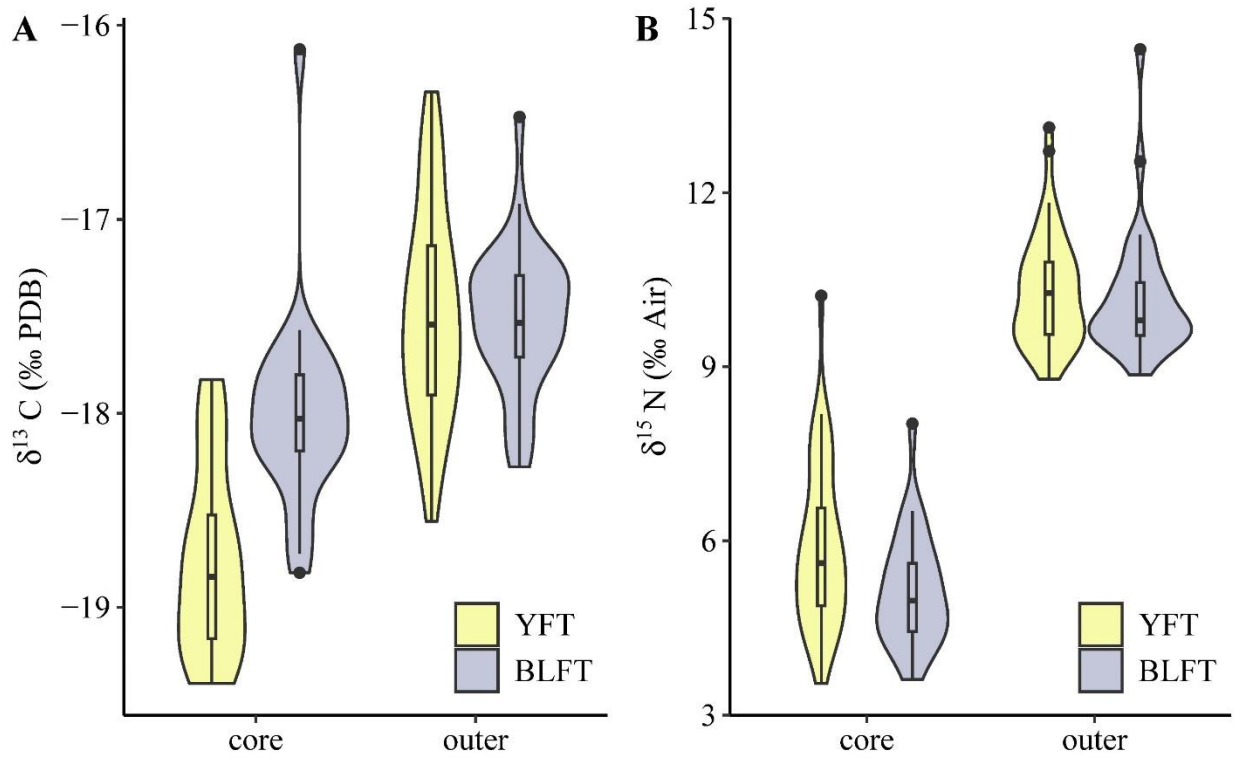 A
δ13 C (‰ PDB)
−16
−17
−18
−19
core
outer
YFT
BLFT
B
δ15 N (‰ Air)
15
12
9
6
3
core
outer
YFT
BLFT